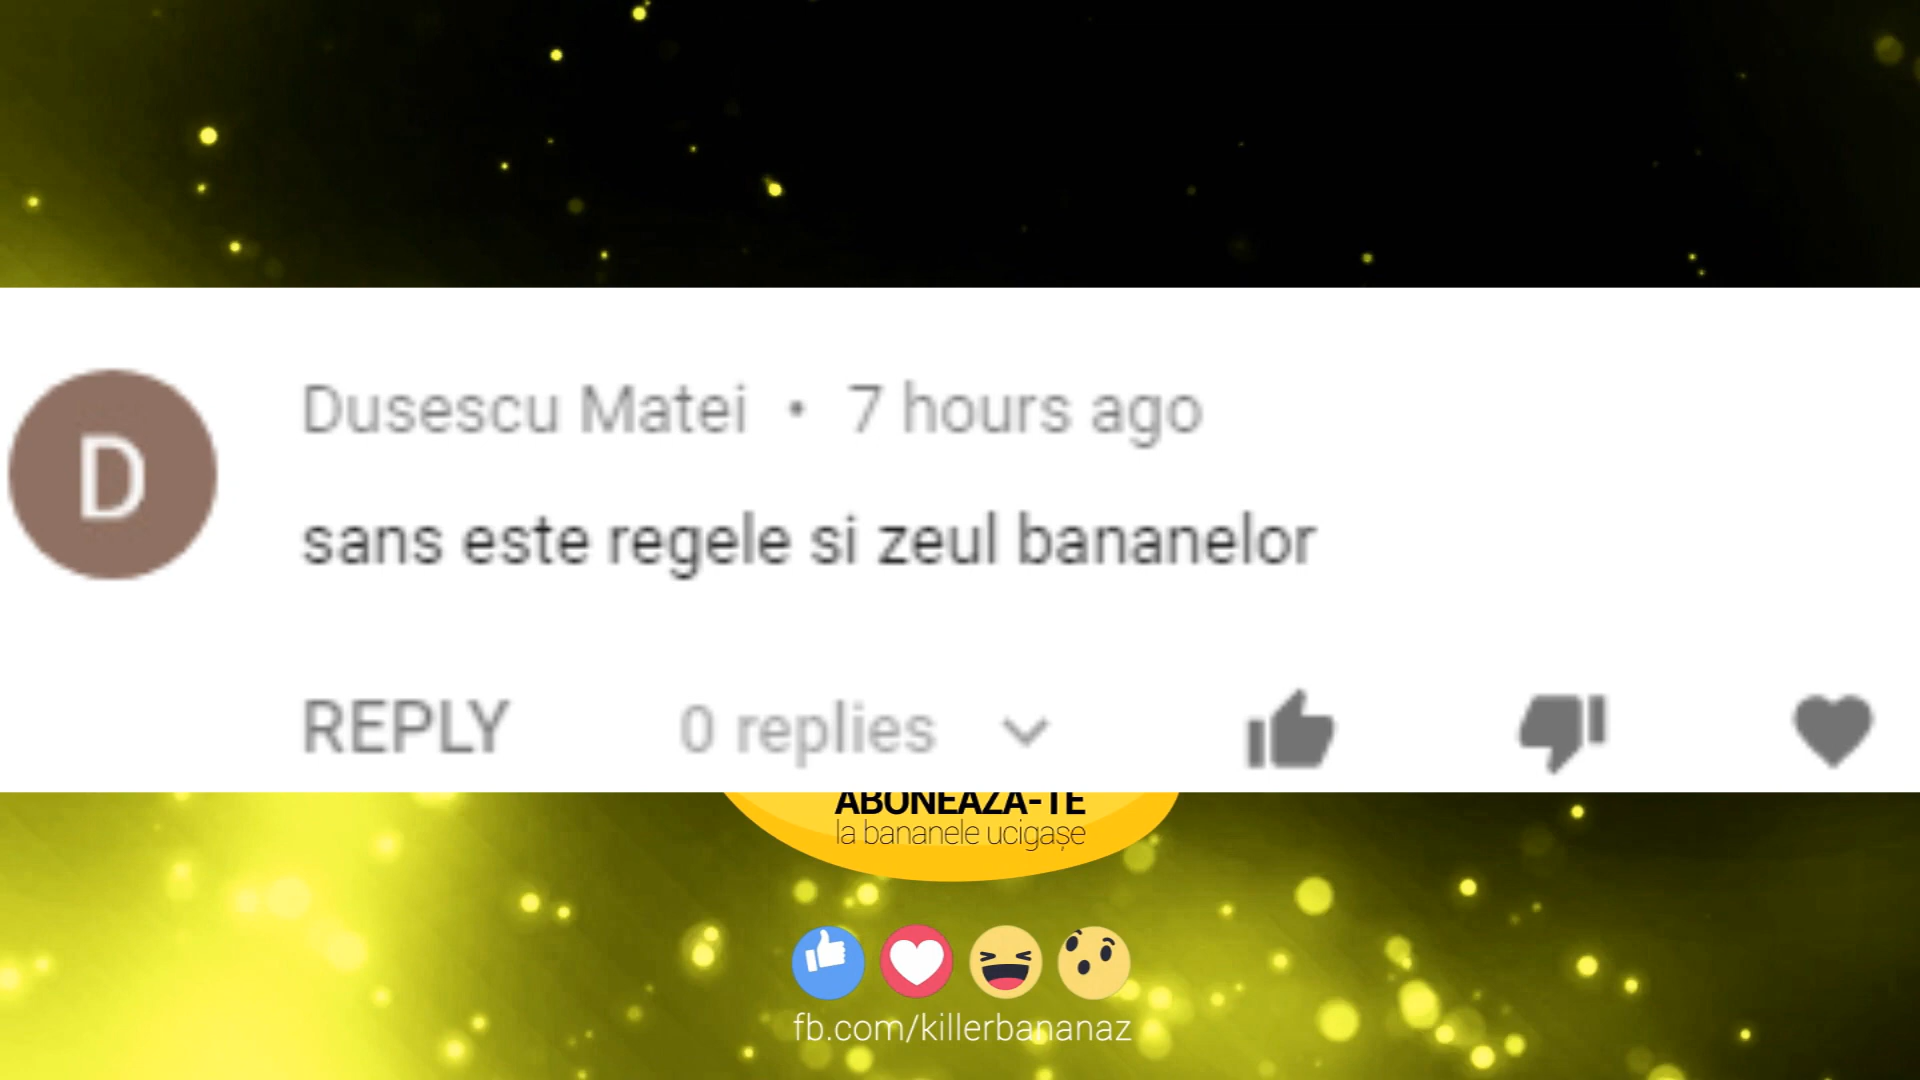 D
Dusescu Matei • 7 hours ago
sans este regele si zeul bananelor
REPLY 0 replies
ABONEAZĂ-TE
la bananele ucigașe
fb.com/killerbananaz